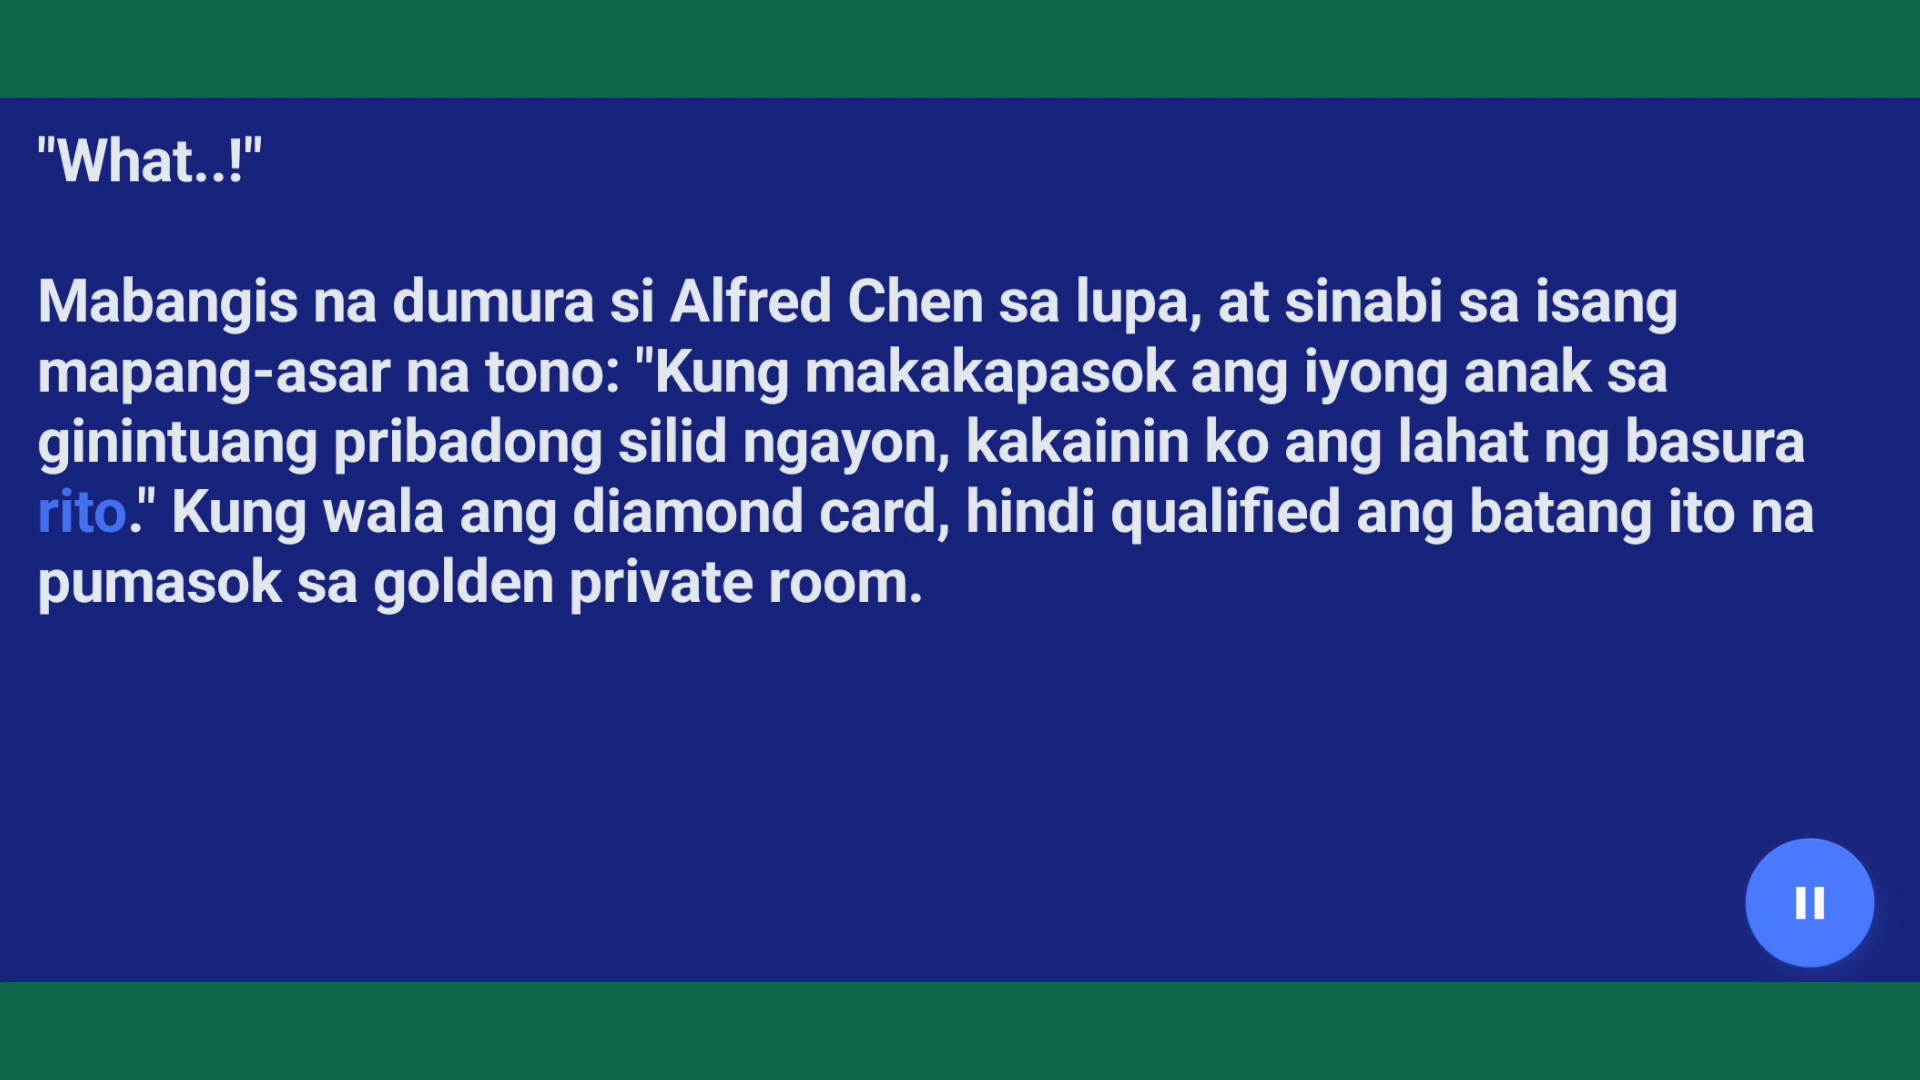 "What..!"
Mabangis na dumura si Alfred Chen sa lupa, at sinabi sa isang
mapang-asar na tono: "Kung makakapasok ang iyong anak sa
ginintuang pribadong silid ngayon, kakainin ko ang lahat ng basura
rito." Kung wala ang diamond card, hindi qualified ang batang ito na
pumasok sa golden private room.